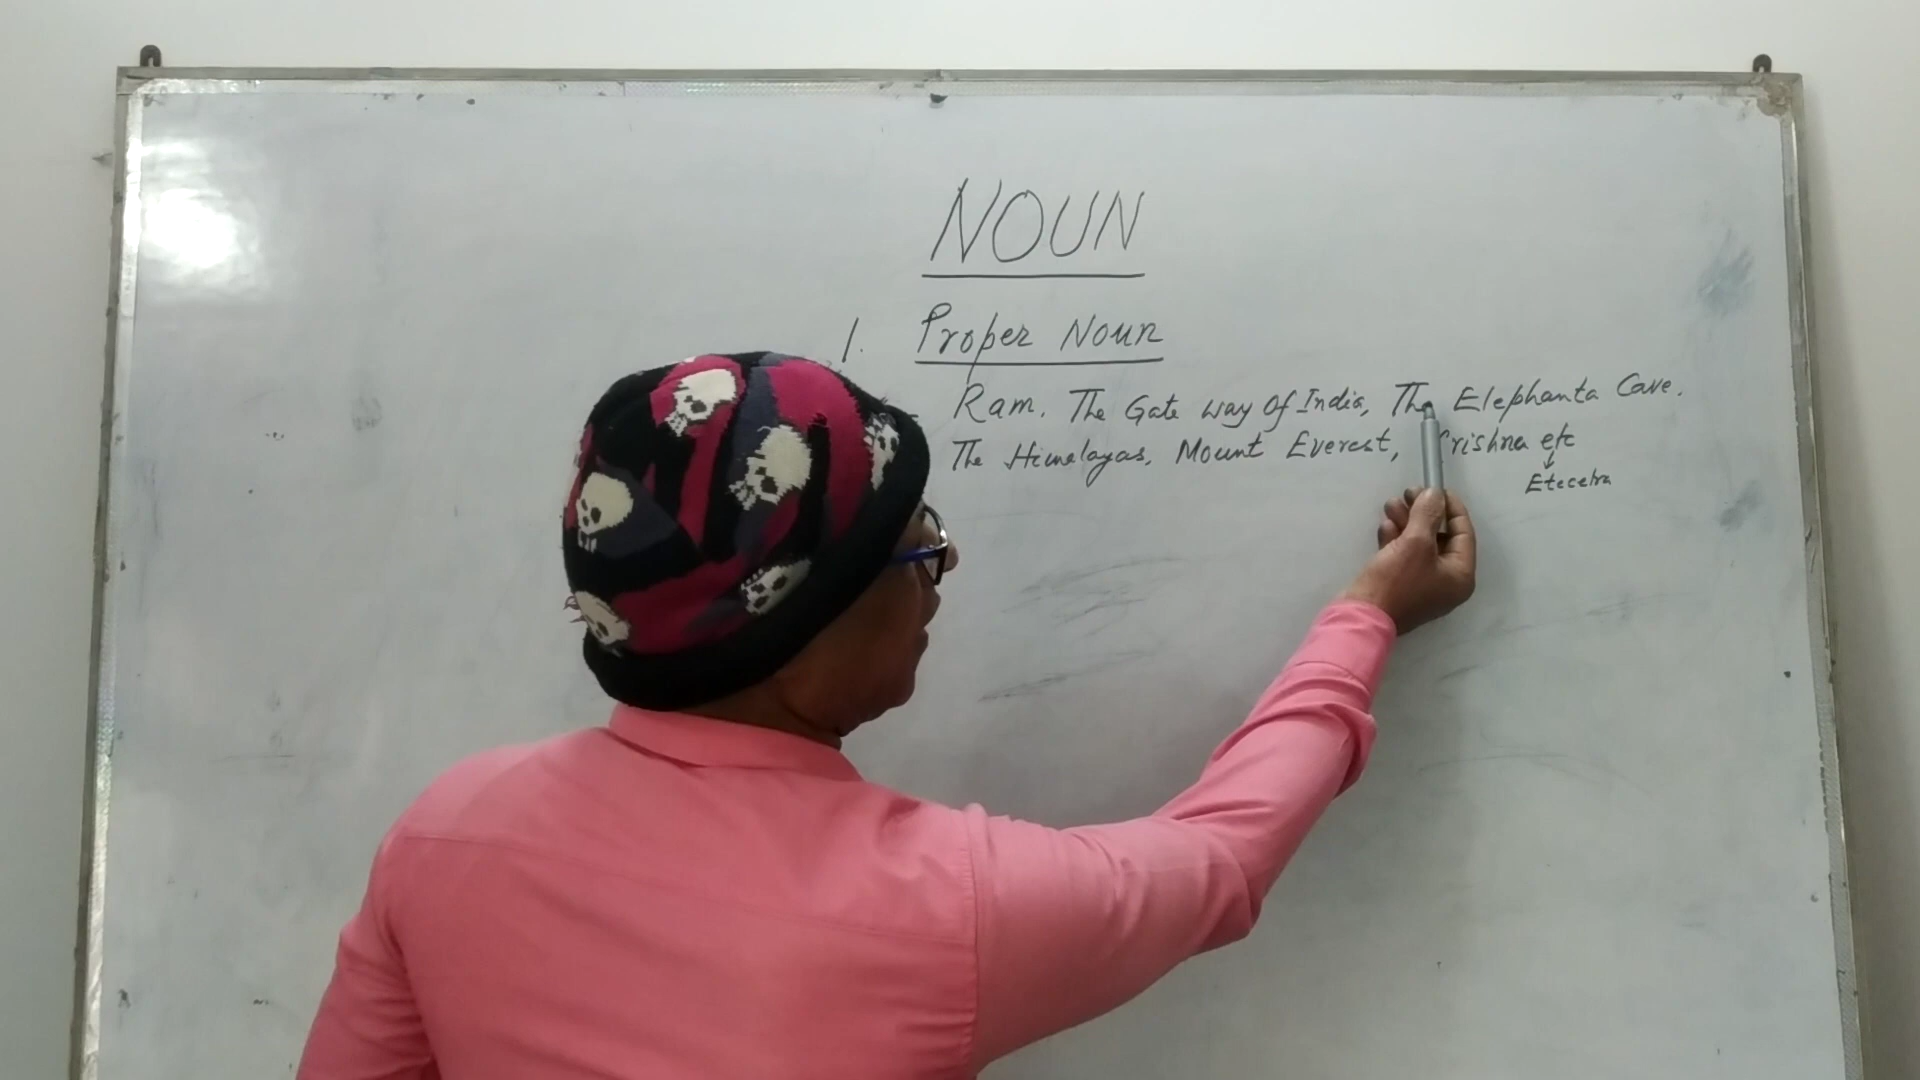 NOUN
1. Proper Noun
Ram. The Gate way Of India, The Elephanta Cave.
The Himalayas, Mount Everest, etc
Etecetra